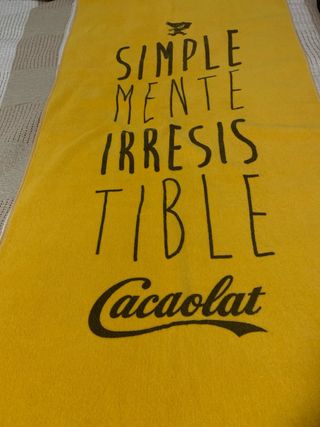 SIMPLE
MENTE
IRRESIS
TIBLE
Cacaolat